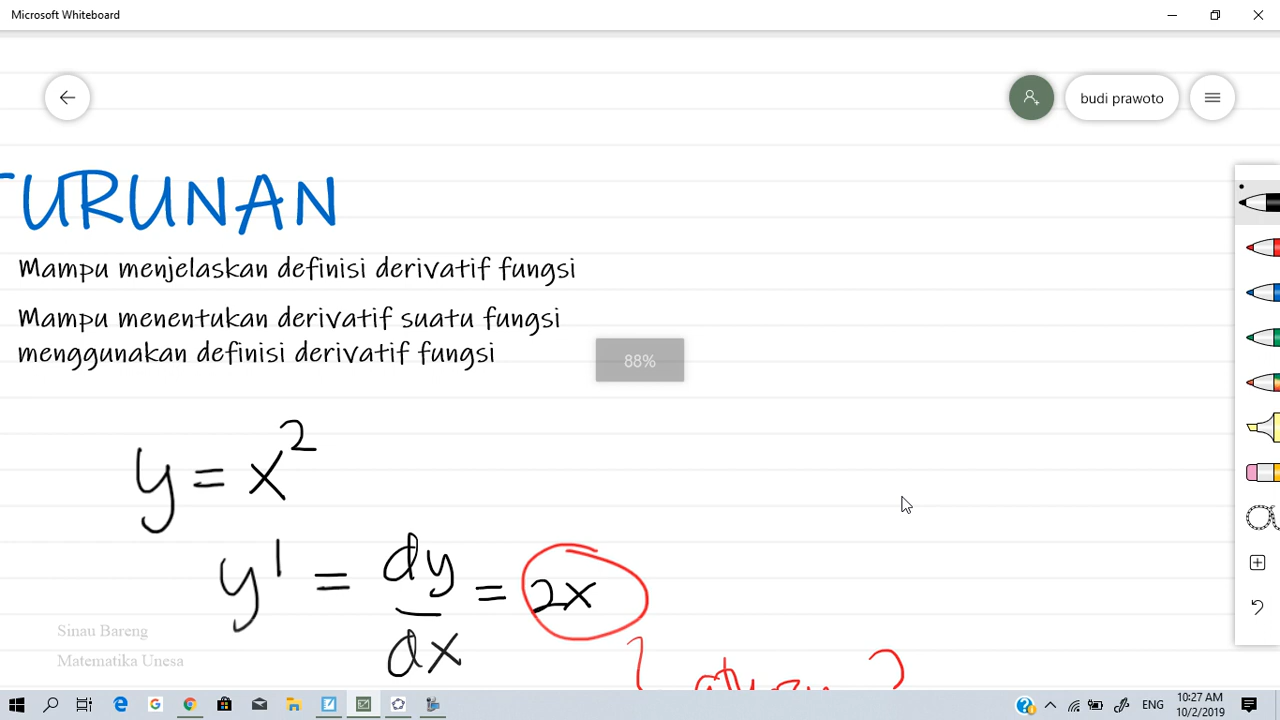 Microsoft Whiteboard
budi prawoto
TURUNAN
Mampu menjelaskan definisi derivatif fungsi
Mampu menentukan derivatif suatu fungsi
menggunakan definisi derivatif fungsi
88%
y = x²
y' = dy/dx = 2x
Sinau Bareng
Matematika Unesa
ENG
10:27 AM
10/2/2019